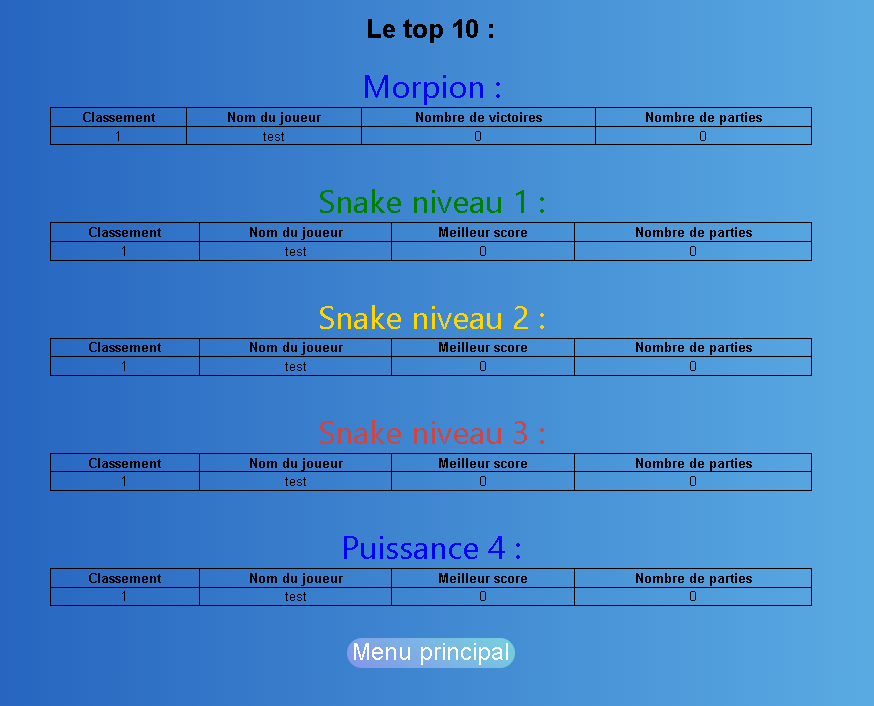 Le top 10 :
Morpion :
Classement Nom du joueur Nombre de victoires Nombre de parties
1 test 0 0
Snake niveau 1 :
Classement Nom du joueur Meilleur score Nombre de parties
1 test 0 0
Snake niveau 2 :
Classement Nom du joueur Meilleur score Nombre de parties
1 test 0 0
Snake niveau 3 :
Classement Nom du joueur Meilleur score Nombre de parties
1 test 0 0
Puissance 4 :
Classement Nom du joueur Meilleur score Nombre de parties
1 test 0 0
Menu principal